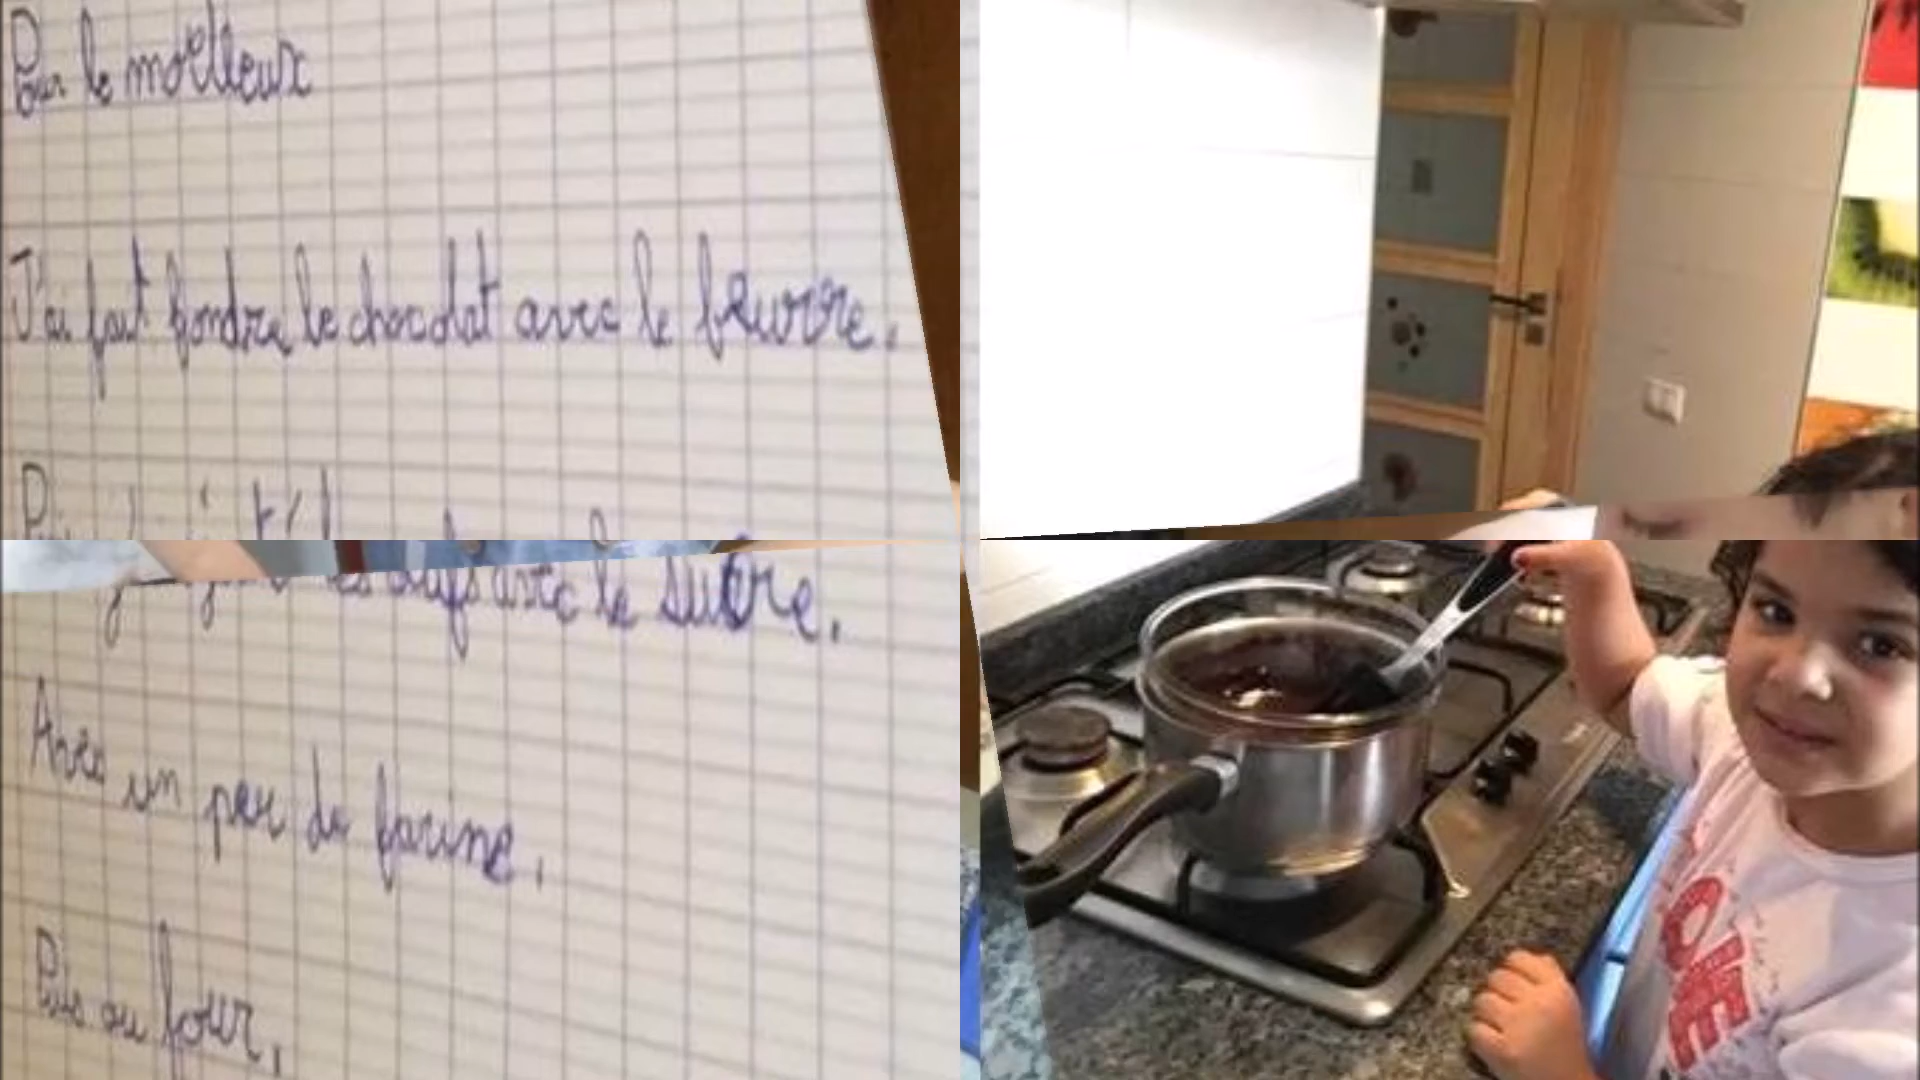 Pour le moelleux
J'ai fait fondre le chocolat avec le beurre.
les œufs avec le sucre.
Avec un peu de farine.
Puis au four.